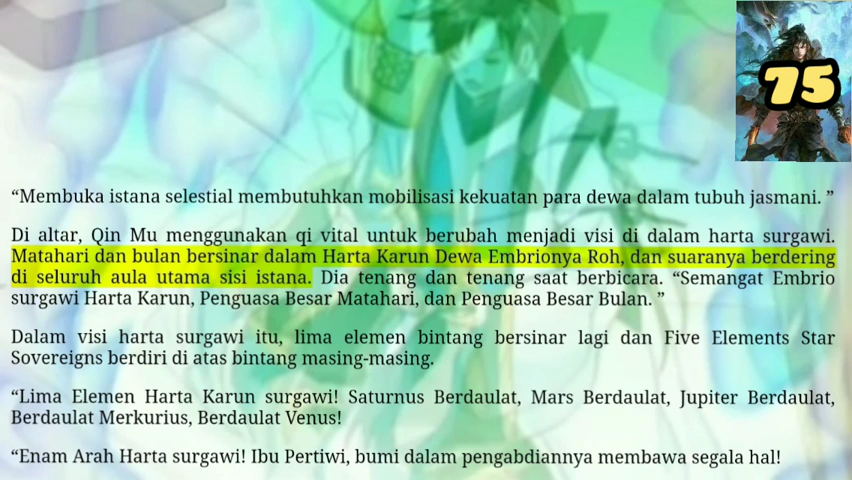 75
“Membuka istana selestial membutuhkan mobilisasi kekuatan para dewa dalam tubuh jasmani. ”
Di altar, Qin Mu menggunakan qi vital untuk berubah menjadi visi di dalam harta surgawi.
Matahari dan bulan bersinar dalam Harta Karun Dewa Embrionya Roh, dan suaranya berdering
di seluruh aula utama sisi istana. Dia tenang dan tenang saat berbicara. “Semangat Embrio
surgawi Harta Karun, Penguasa Besar Matahari, dan Penguasa Besar Bulan. ”
Dalam visi harta surgawi itu, lima elemen bintang bersinar lagi dan Five Elements Star
Sovereigns berdiri di atas bintang masing-masing.
“Lima Elemen Harta Karun surgawi! Saturnus Berdaulat, Mars Berdaulat, Jupiter Berdaulat,
Berdaulat Merkurius, Berdaulat Venus!
“Enam Arah Harta surgawi! Ibu Pertiwi, bumi dalam pengabdiannya membawa segala hal!